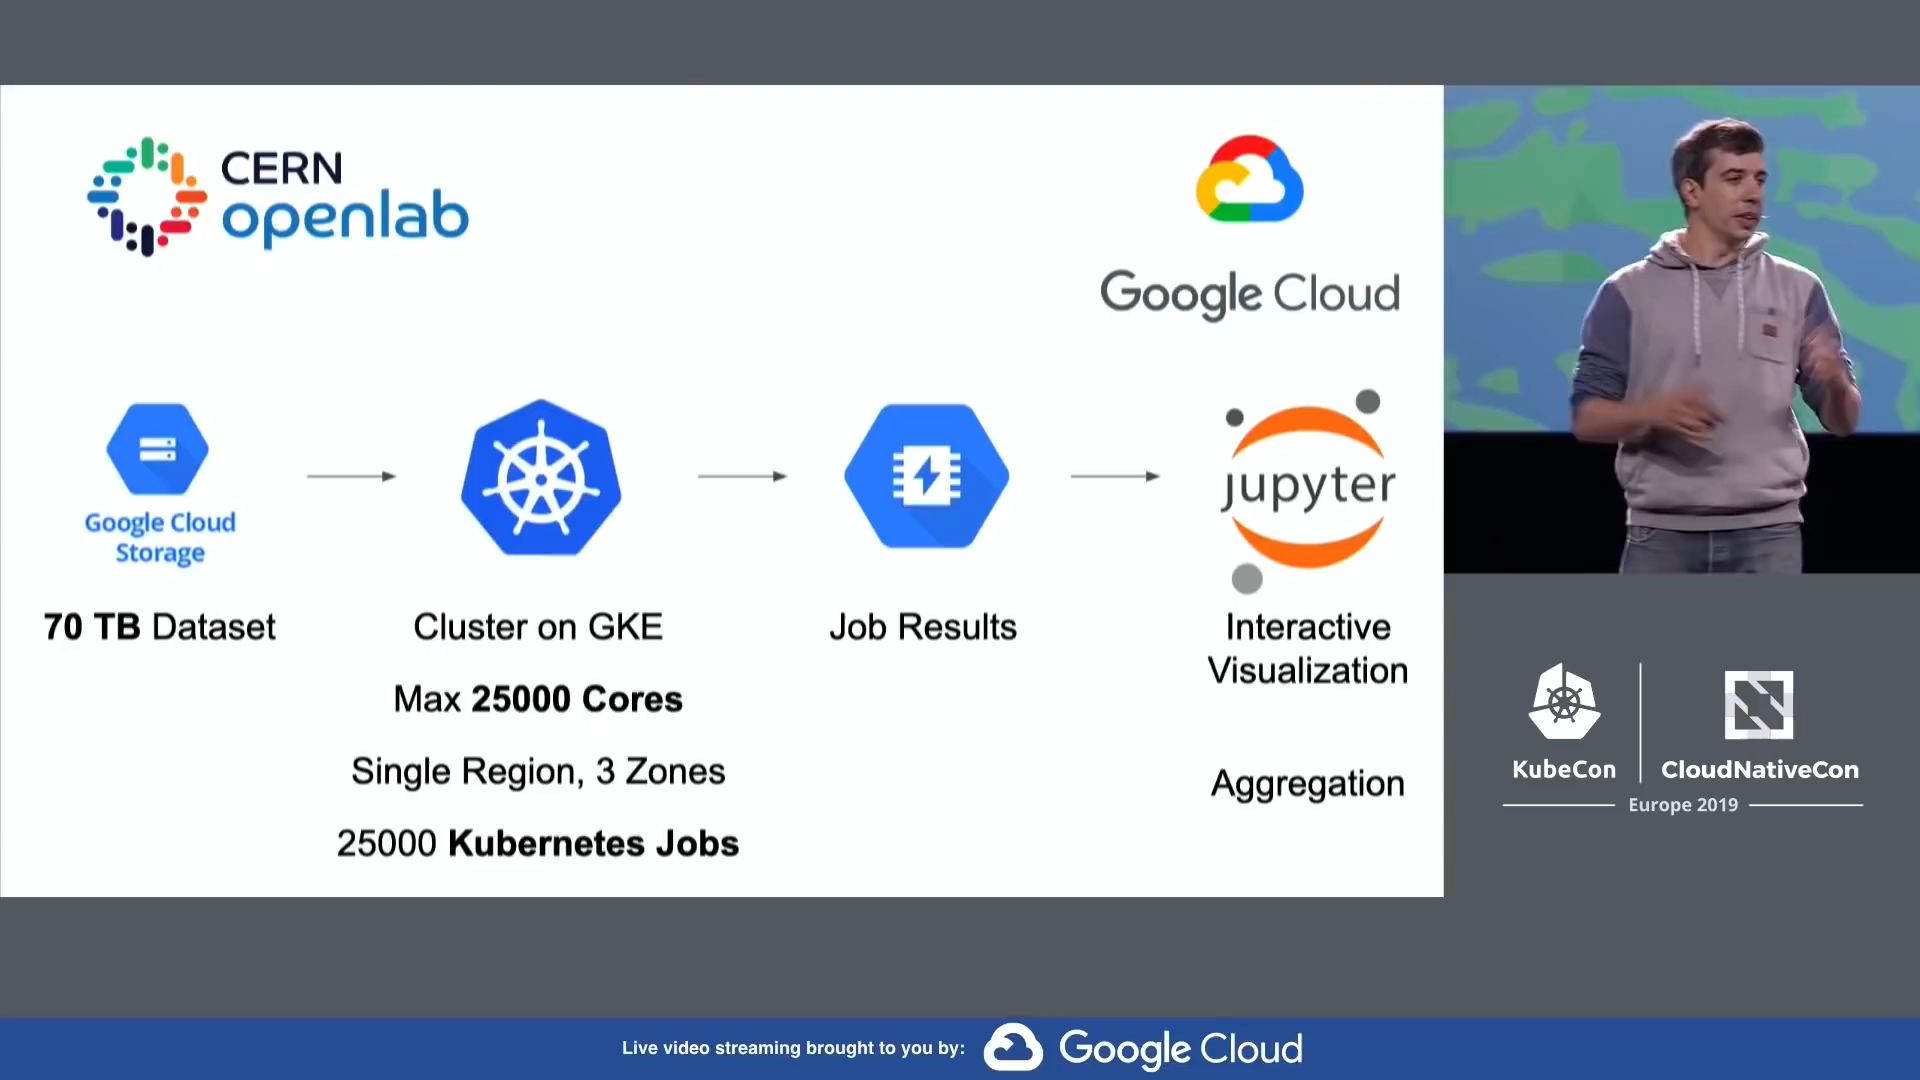 CERN
openlab
Google Cloud
Google Cloud
Storage
jupyter
70 TB Dataset
Cluster on GKE
Max 25000 Cores
Single Region, 3 Zones
25000 Kubernetes Jobs
Job Results
Interactive
Visualization
Aggregation
KubeCon
CloudNativeCon
Europe 2019
Live video streaming brought to you by:
Google Cloud